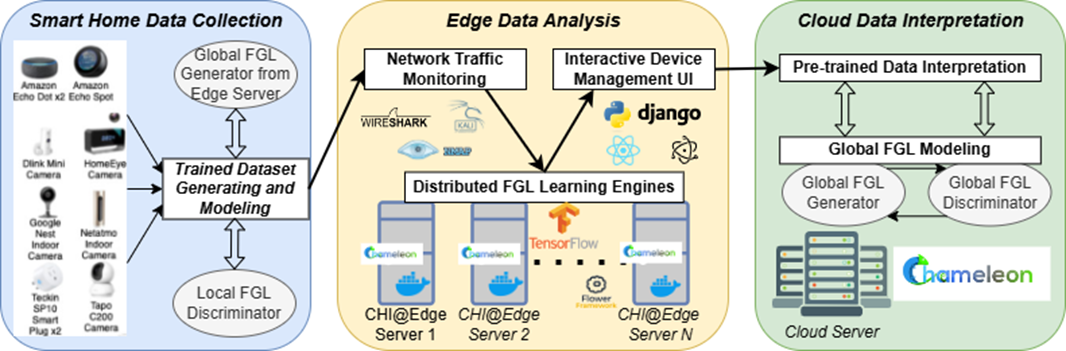 Smart Home Data Collection
Amazon
Echo Dot x2
Amazon
Echo Spot
Dlink Mini
Camera
HomeEye
Camera
Google
Nest
Indoor
Camera
Netatmo
Indoor
Camera
Teckin
SP10
Smart
Plug x2
Tapo
C200
Camera
Global FGL
Generator from
Edge Server
Trained Dataset
Generating and
Modeling
Local FGL
Discriminator
Edge Data Analysis
Network Traffic
Monitoring
Interactive Device
Management UI
WIRESHARK
KALI
NMAP
django
Distributed FGL Learning Engines
Chameleon
Chameleon
TensorFlow
Chameleon
Flower
Framework
CHI@Edge
Server 1
CHI@Edge
Server 2
CHI@Edge
Server N
Cloud Data Interpretation
Pre-trained Data Interpretation
Global FGL Modeling
Global FGL
Generator
Global FGL
Discriminator
Chameleon
Cloud Server